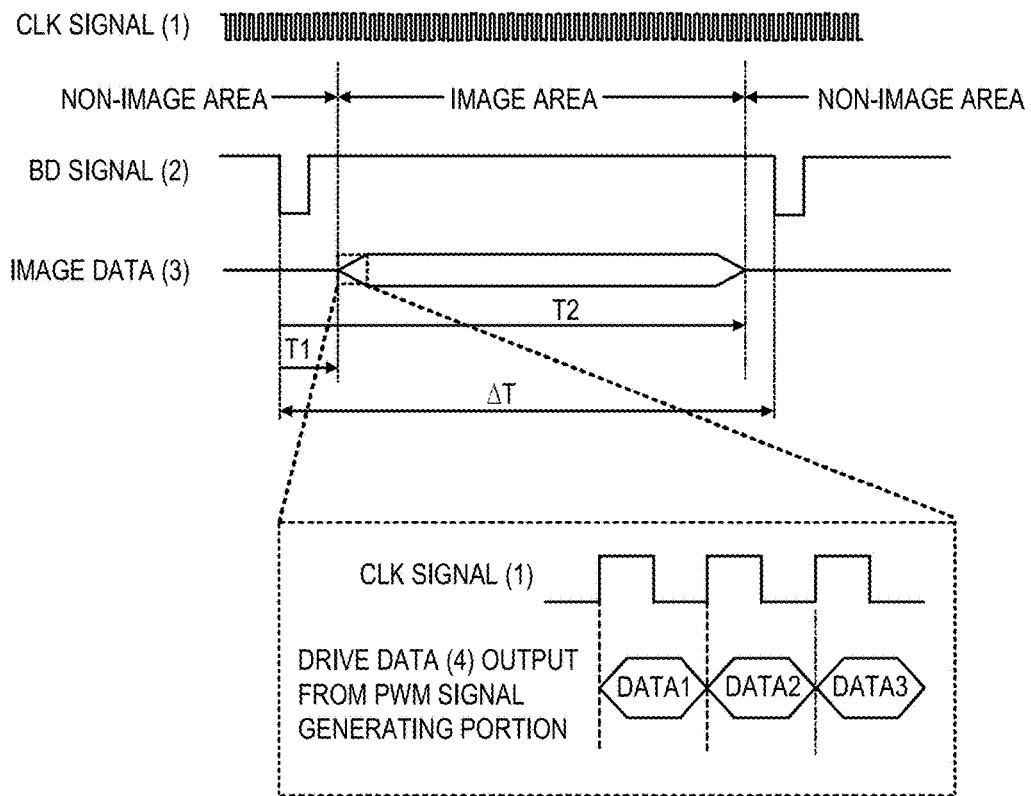 CLK SIGNAL (1)
NON-IMAGE AREA
IMAGE AREA
NON-IMAGE AREA
BD SIGNAL (2)
IMAGE DATA (3)
T2
T1
ΔT
CLK SIGNAL (1)
DRIVE DATA (4) OUTPUT
FROM PWM SIGNAL
GENERATING PORTION
DATA1
DATA2
DATA3